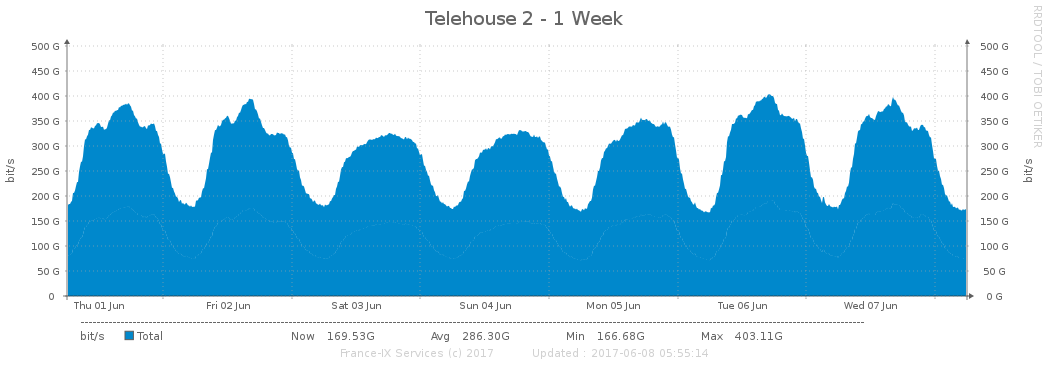 Telehouse 2 - 1 Week
RRDTOOL / TOBI OETIKER
bit/s
bit/s
500 G 500 G
450 G 450 G
400 G 400 G
350 G 350 G
300 G 300 G
250 G 250 G
200 G 200 G
150 G 150 G
100 G 100 G
50 G 50 G
0 0 G
Thu 01 Jun Fri 02 Jun Sat 03 Jun Sun 04 Jun Mon 05 Jun Tue 06 Jun Wed 07 Jun
bit/s Total Now 169.53G Avg 286.30G Min 166.68G Max 403.11G
France-IX Services (c) 2017 Updated : 2017-06-08 05:55:14